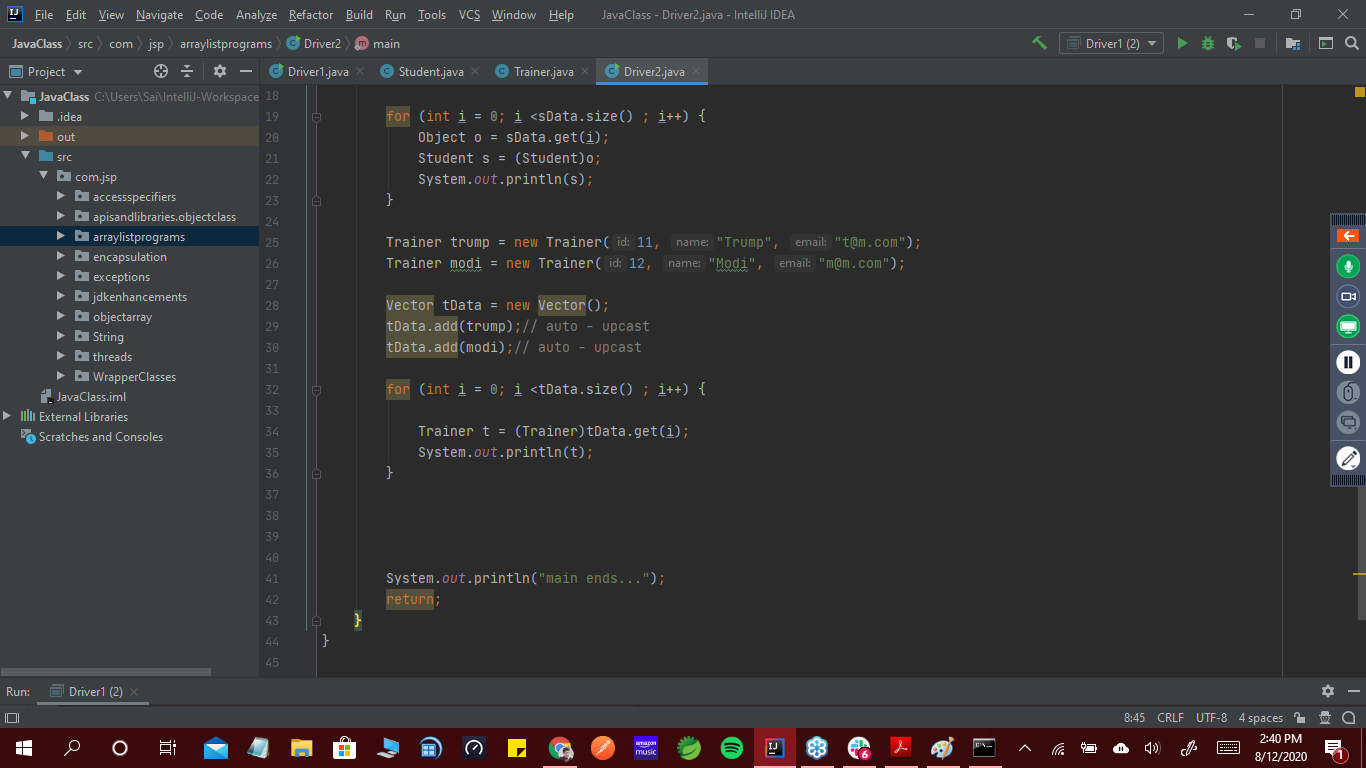 File Edit View Navigate Code Analyze Refactor Build Run Tools VCS Window Help JavaClass - Driver2.java - IntelliJ IDEA
JavaClass src com jsp arraylistprograms Driver2 main Driver1 (2)
Project Driver1.java Student.java Trainer.java Driver2.java
JavaClass C:\Users\Sai\IntelliJ-Workspace
.idea
out
src
com.jsp
accessspecifiers
apisandlibraries.objectclass
arraylistprograms
encapsulation
exceptions
jdkenhancements
objectarray
String
threads
WrapperClasses
JavaClass.iml
External Libraries
Scratches and Consoles
18
19 for (int i = 0; i <sData.size() ; i++) {
20 Object o = sData.get(i);
21 Student s = (Student)o;
22 System.out.println(s);
23 }
24
25 Trainer trump = new Trainer( id: 11, name: "Trump", email: "t@m.com");
26 Trainer modi = new Trainer( id: 12, name: "Modi", email: "m@m.com");
27
28 Vector tData = new Vector();
29 tData.add(trump);// auto - upcast
30 tData.add(modi);// auto - upcast
31
32 for (int i = 0; i <tData.size() ; i++) {
33
34 Trainer t = (Trainer)tData.get(i);
35 System.out.println(t);
36 }
37
38
39
40
41 System.out.println("main ends...");
42 return;
43 }
44 }
45
Run: Driver1 (2)
8:45 CRLF UTF-8 4 spaces
amazon music
6
2:40 PM
8/12/2020
1